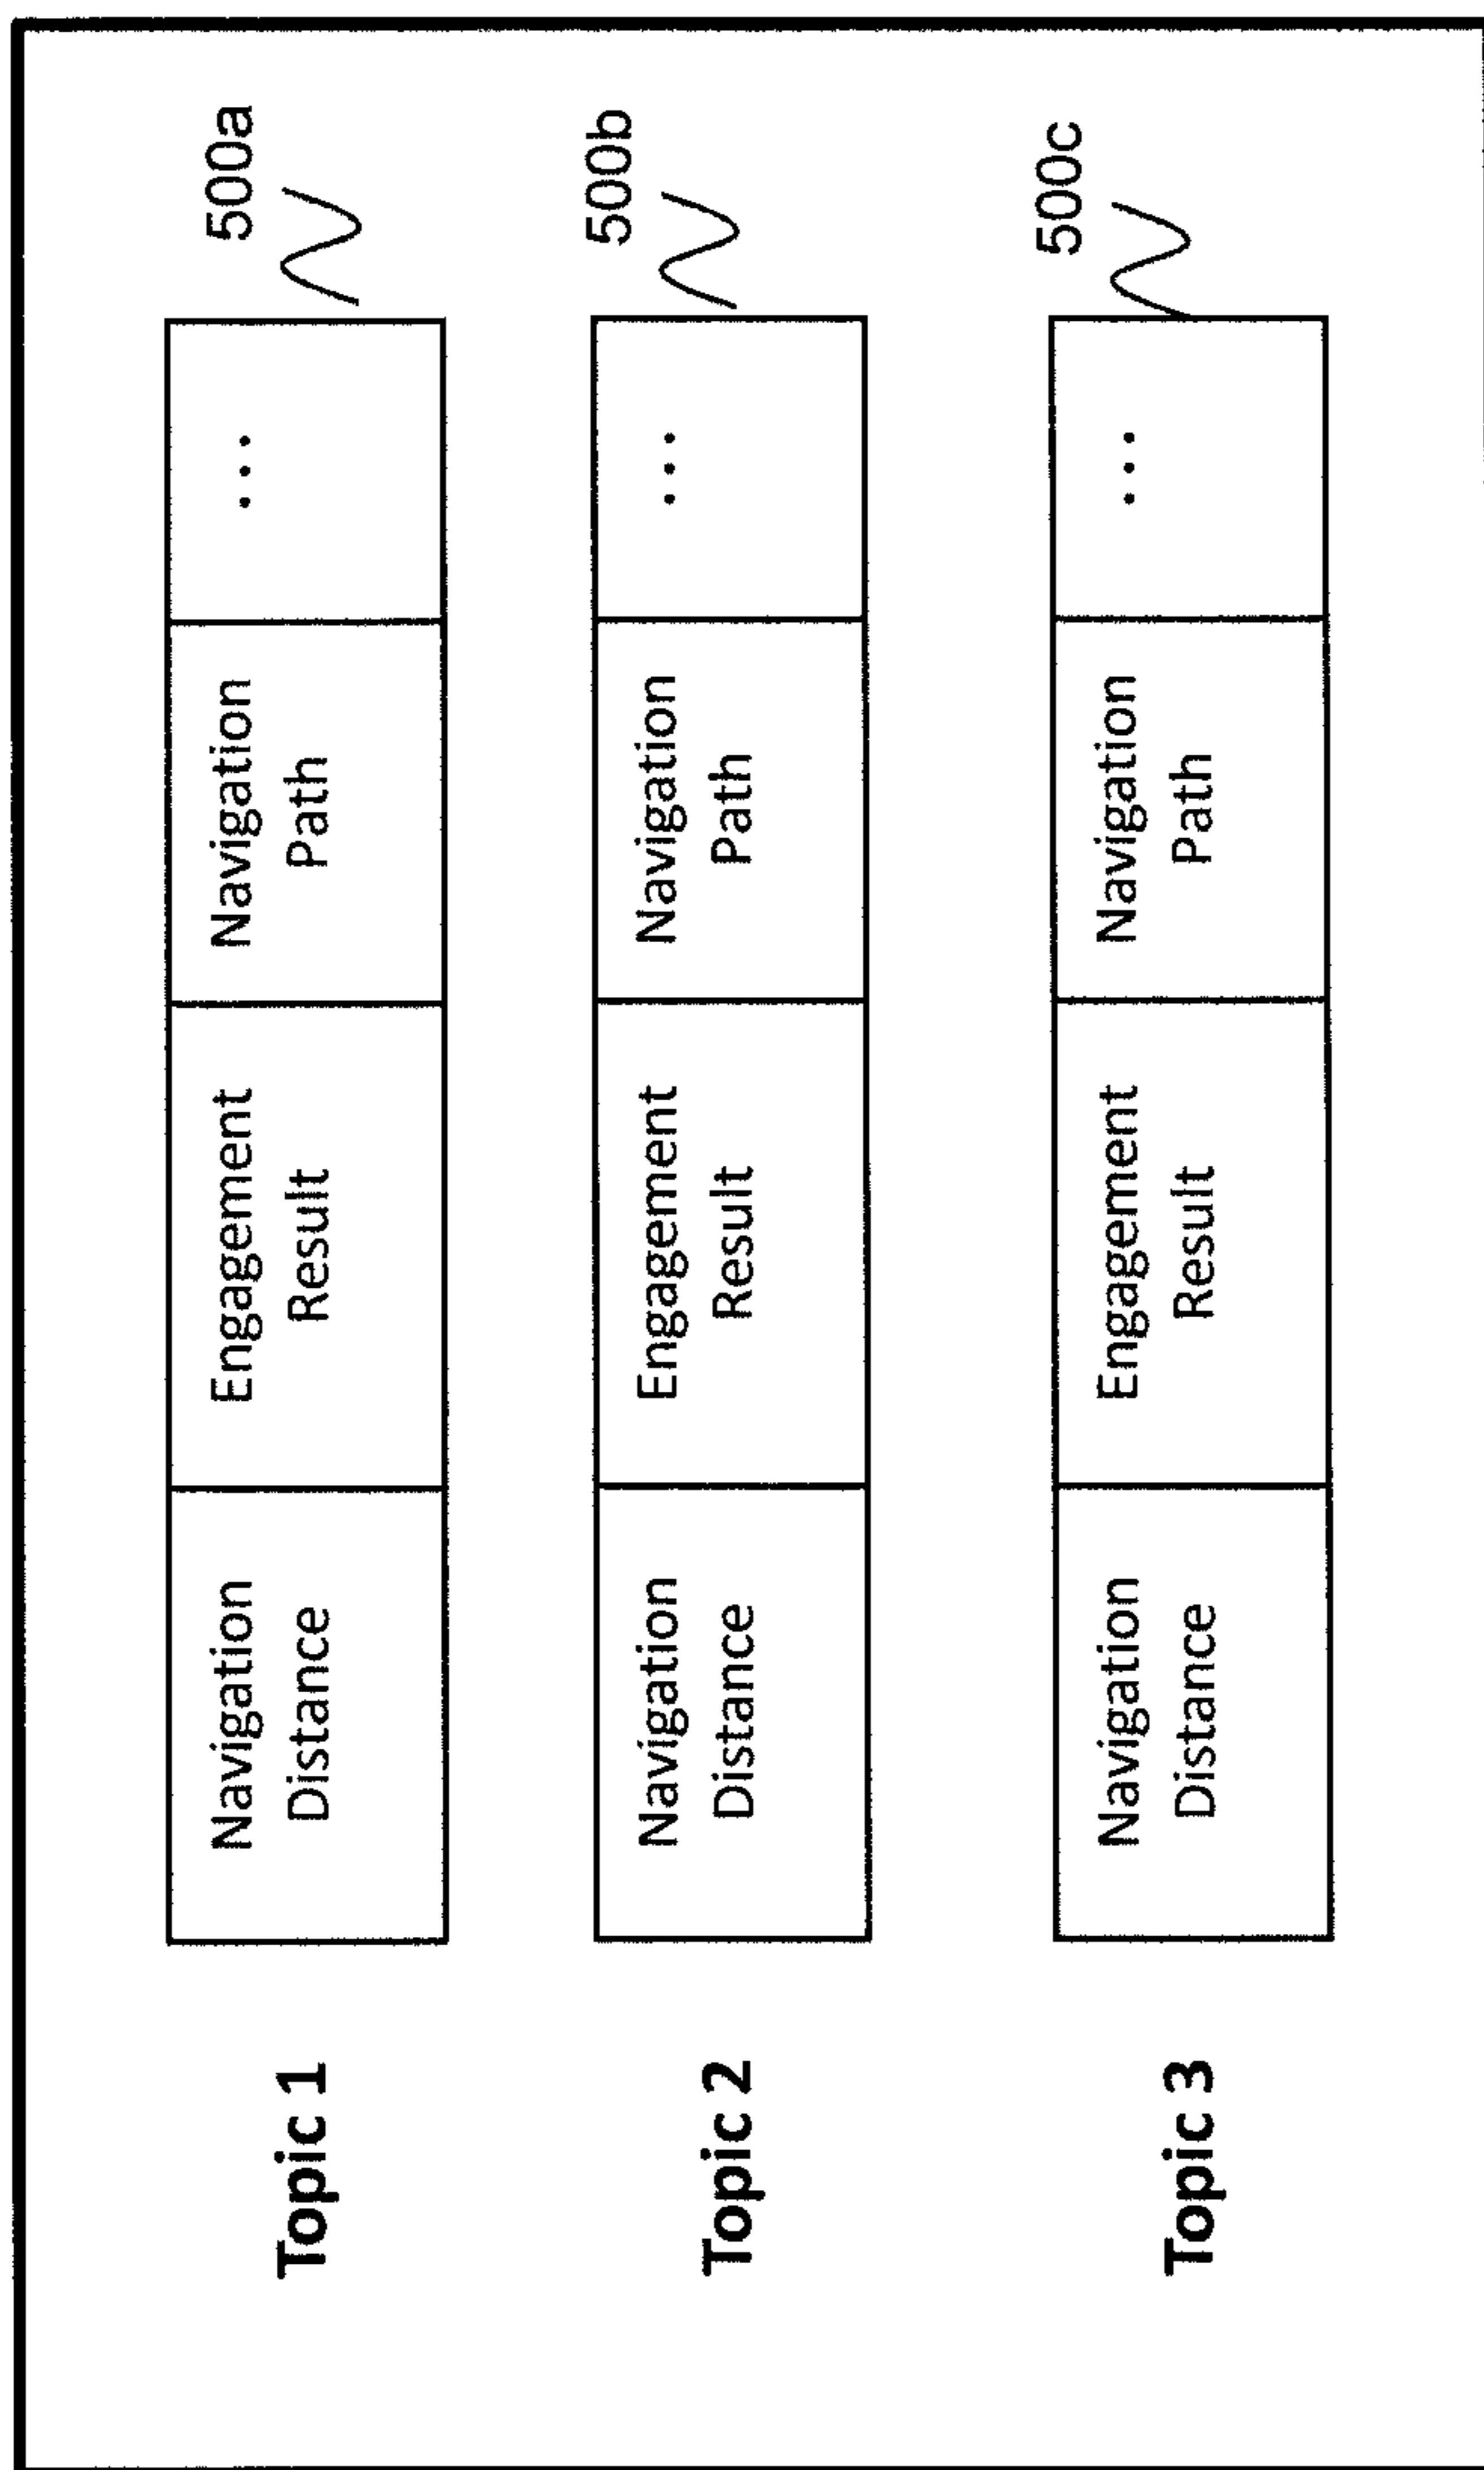 Topic 1
Navigation
Distance
Engagement
Result
Navigation
Path
...
500a
Topic 2
Navigation
Distance
Engagement
Result
Navigation
Path
...
500b
Topic 3
Navigation
Distance
Engagement
Result
Navigation
Path
...
500c